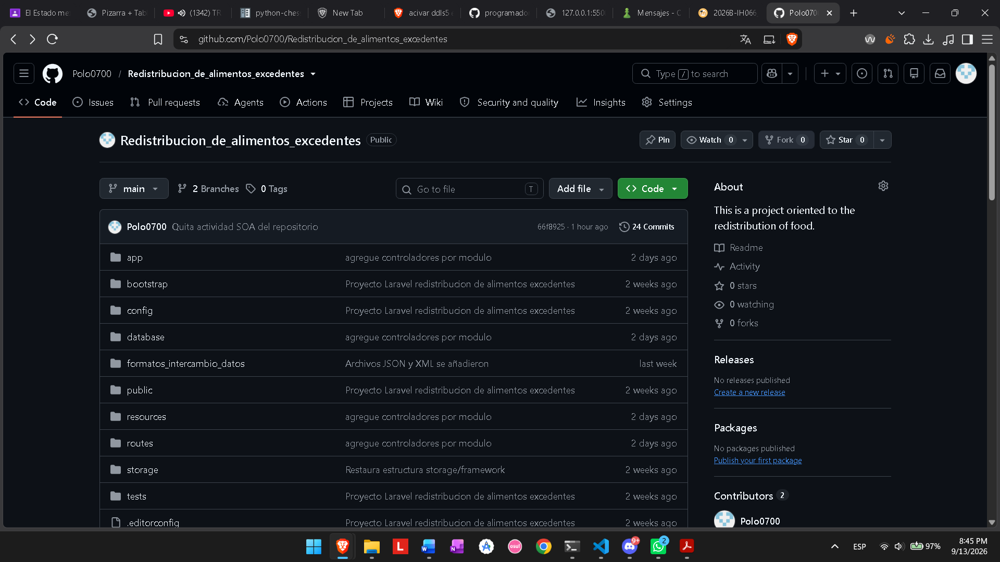 El Estado me
Pizarra + Tab
(1342) TR
python-ches
New Tab
acivar ddls5
programado
127.0.0.1:550
Mensajes - C
2026B-IH066
Polo070
github.com/Polo0700/Redistribucion_de_alimentos_excedentes
Polo0700 / Redistribucion_de_alimentos_excedentes
Type / to search
Code Issues Pull requests Agents Actions Projects Wiki Security and quality Insights Settings
Redistribucion_de_alimentos_excedentes Public
Pin Watch 0 Fork 0 Star 0
main 2 Branches 0 Tags Go to file T Add file Code
Polo0700 Quita actividad SOA del repositorio 66f8925 · 1 hour ago 24 Commits
app agregue controladores por modulo 2 days ago
bootstrap Proyecto Laravel redistribucion de alimentos excedentes 2 weeks ago
config Proyecto Laravel redistribucion de alimentos excedentes 2 weeks ago
database agregue controladores por modulo 2 days ago
formatos_intercambio_datos Archivos JSON y XML se añadieron last week
public Proyecto Laravel redistribucion de alimentos excedentes 2 weeks ago
resources agregue controladores por modulo 2 days ago
routes agregue controladores por modulo 2 days ago
storage Restaura estructura storage/framework 2 weeks ago
tests Proyecto Laravel redistribucion de alimentos excedentes 2 weeks ago
.editorconfig Proyecto Laravel redistribucion de alimentos excedentes 2 weeks ago
About
This is a project oriented to the
redistribution of food.
Readme
Activity
0 stars
0 watching
0 forks
Releases
No releases published
Create a new release
Packages
No packages published
Publish your first package
Contributors 2
Polo0700
L
W
N
osu!
9+
2
ESP
97%
8:45 PM
9/13/2026